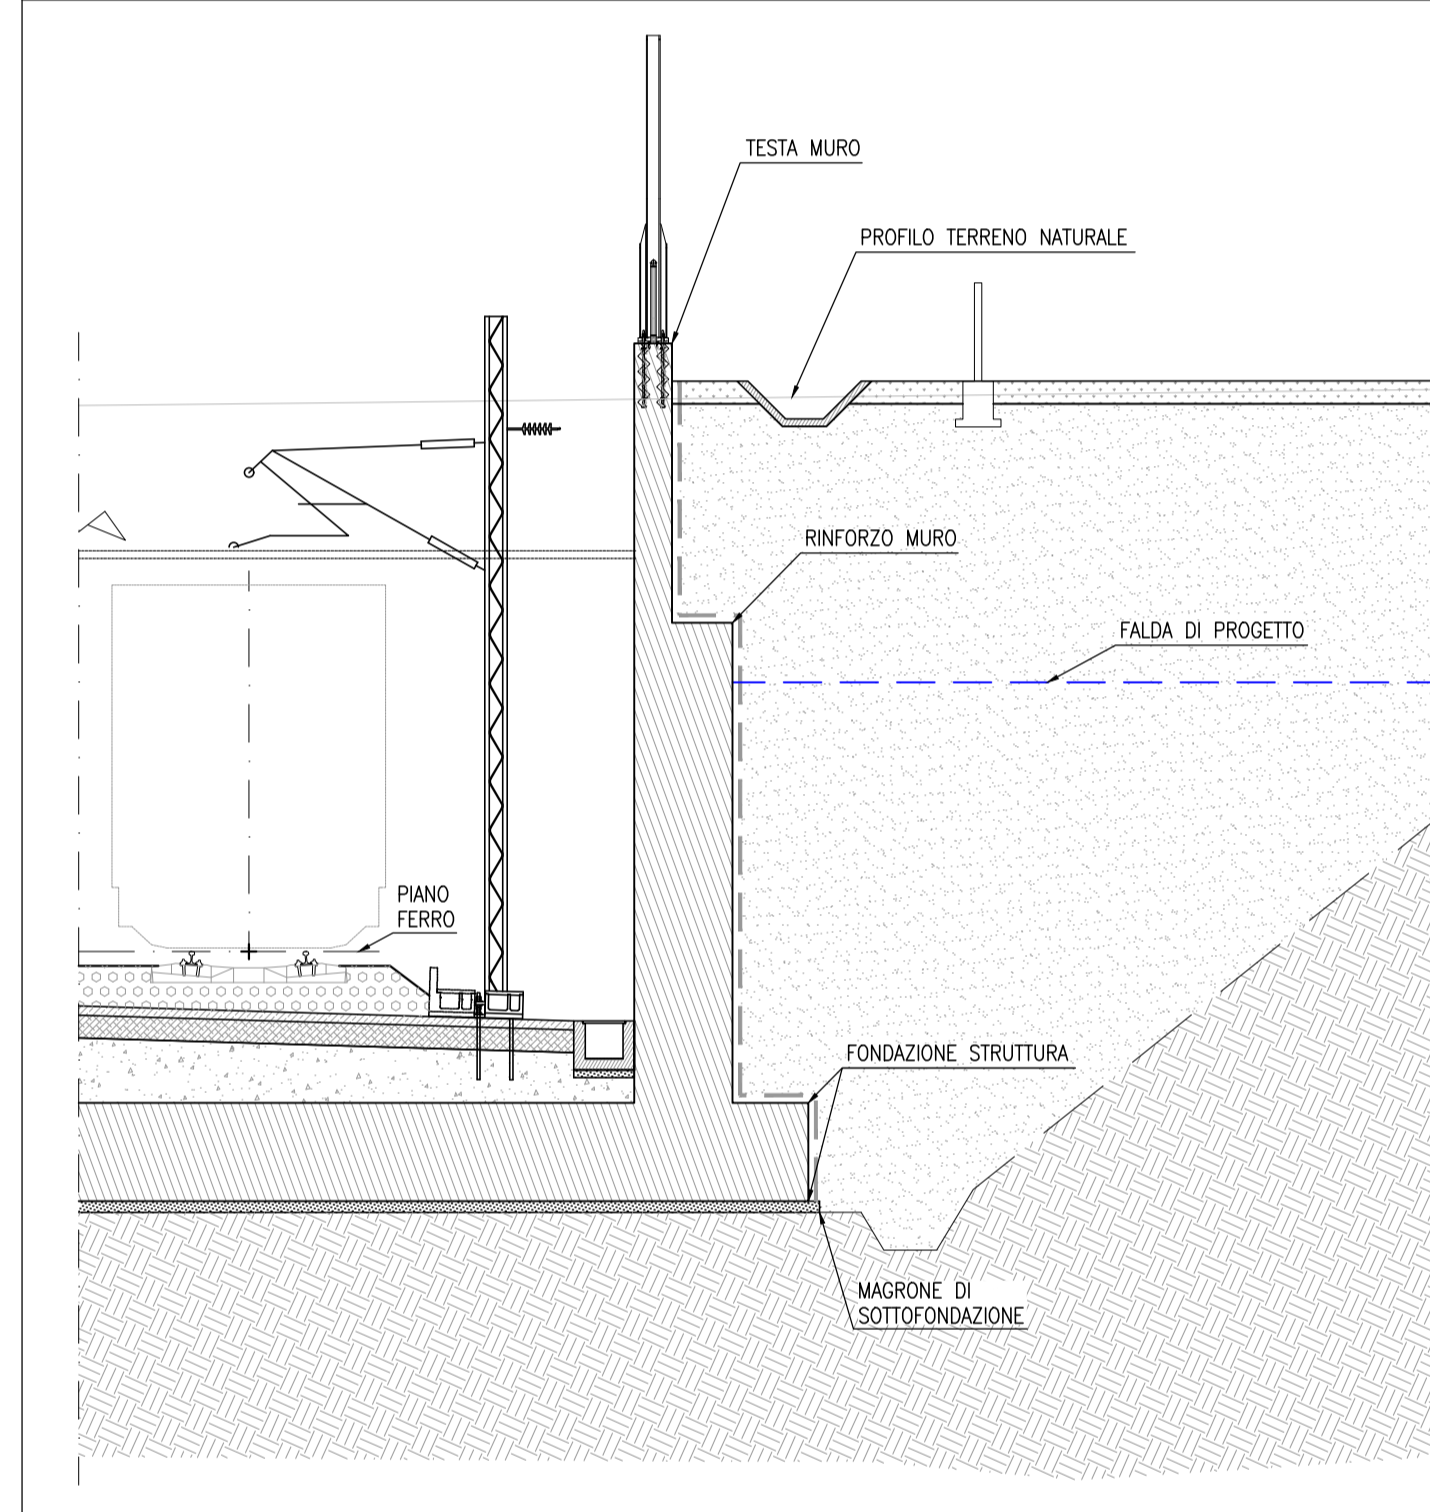 TESTA MURO
PROFILO TERRENO NATURALE
RINFORZO MURO
FALDA DI PROGETTO
PIANO
FERRO
FONDAZIONE STRUTTURA
MAGRONE DI
SOTTOFONDAZIONE